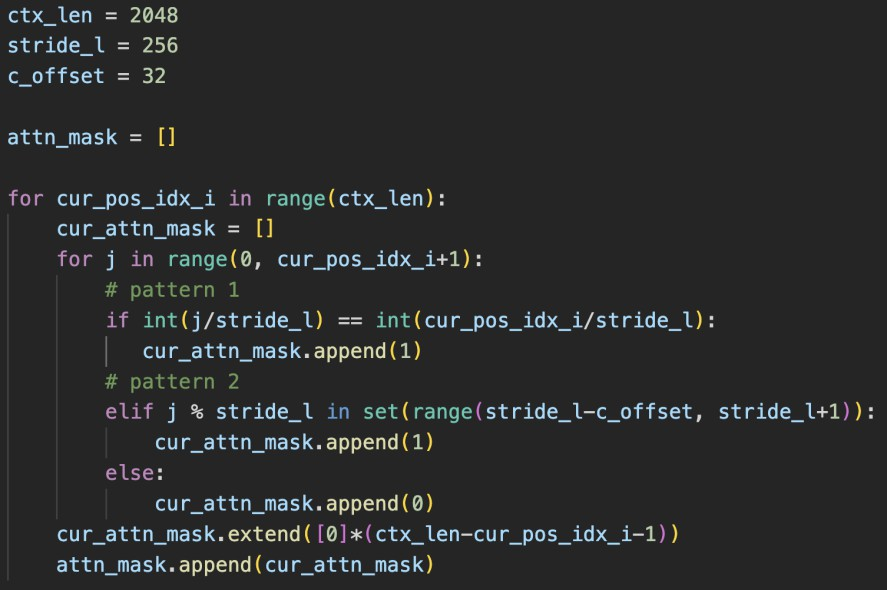 ctx_len = 2048
stride_l = 256
c_offset = 32
attn_mask = []
for cur_pos_idx_i in range(ctx_len):
    cur_attn_mask = []
    for j in range(0, cur_pos_idx_i+1):
        # pattern 1
        if int(j/stride_l) == int(cur_pos_idx_i/stride_l):
           cur_attn_mask.append(1)
        # pattern 2
        elif j % stride_l in set(range(stride_l-c_offset, stride_l+1)):
            cur_attn_mask.append(1)
        else:
            cur_attn_mask.append(0)
    cur_attn_mask.extend([0]*(ctx_len-cur_pos_idx_i-1))
    attn_mask.append(cur_attn_mask)